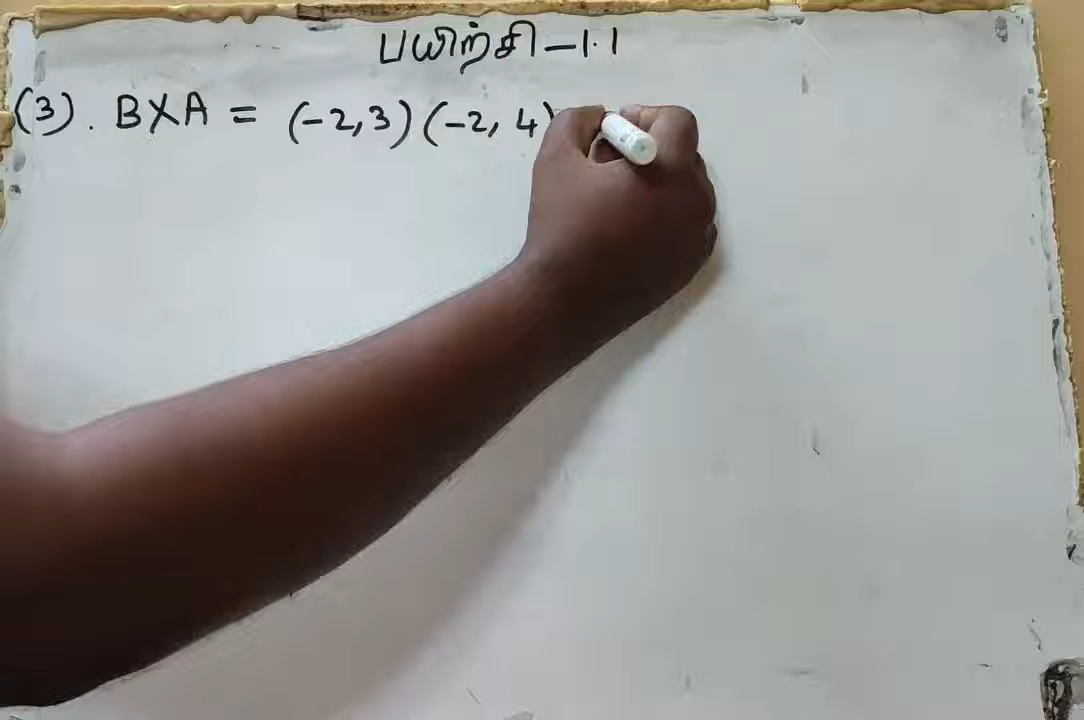 பயிற்சி – 1.1
(3). B×A = (-2,3)(-2, 4)